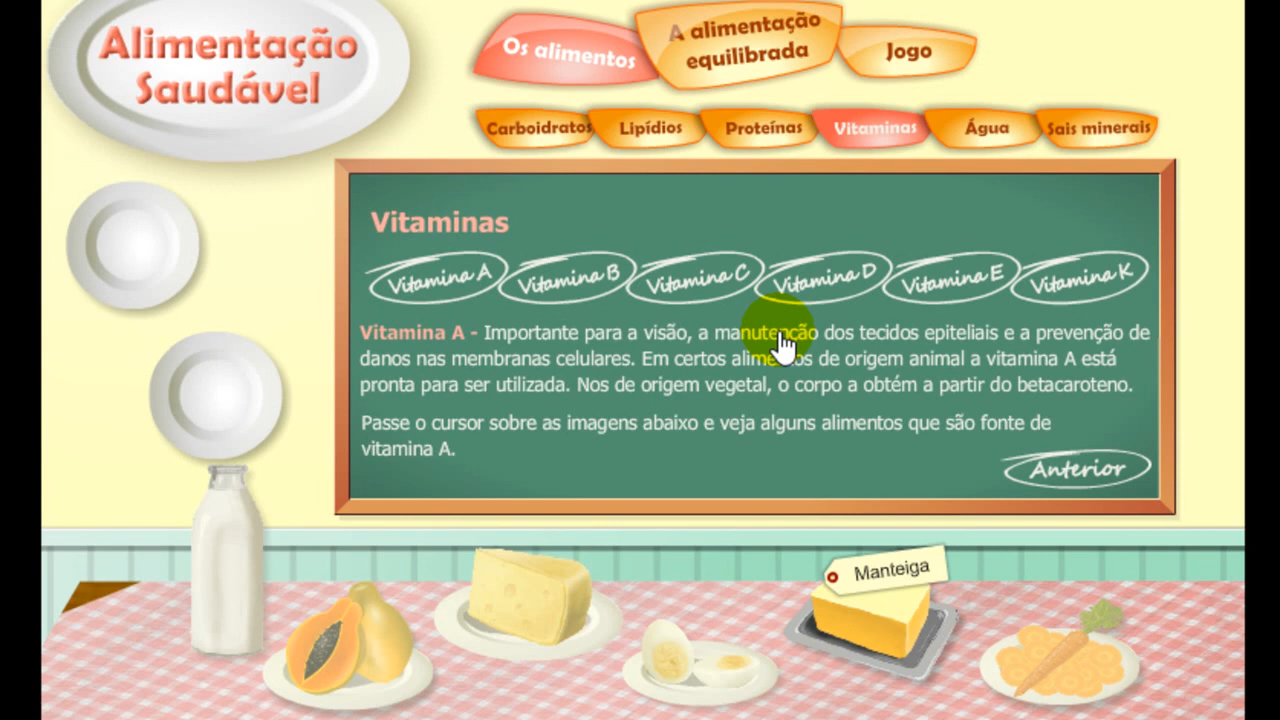 Alimentação
Saudável
Os alimentos
A alimentação
equilibrada
Jogo
Carboidratos
Lipídios
Proteínas
Vitaminas
Água
Sais minerais
Vitaminas
Vitamina A
Vitamina B
Vitamina C
Vitamina D
Vitamina E
Vitamina K
Vitamina A - Importante para a visão, a manutenção dos tecidos epiteliais e a prevenção de
danos nas membranas celulares. Em certos alimentos de origem animal a vitamina A está
pronta para ser utilizada. Nos de origem vegetal, o corpo a obtém a partir do betacaroteno.
Passe o cursor sobre as imagens abaixo e veja alguns alimentos que são fonte de
vitamina A.
Anterior
Manteiga